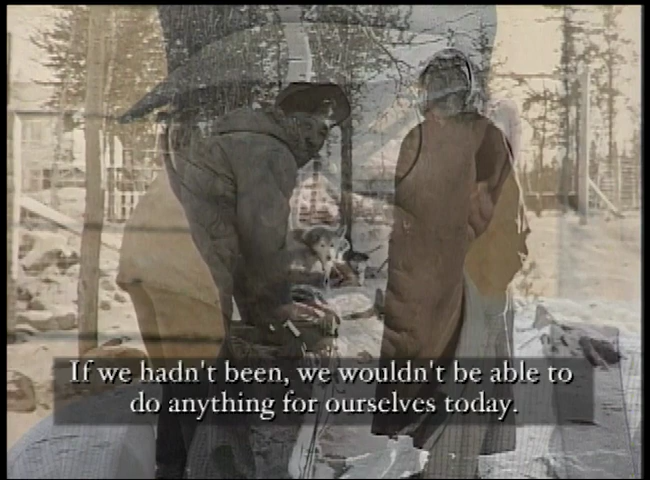 If we hadn't been, we wouldn't be able to
do anything for ourselves today.